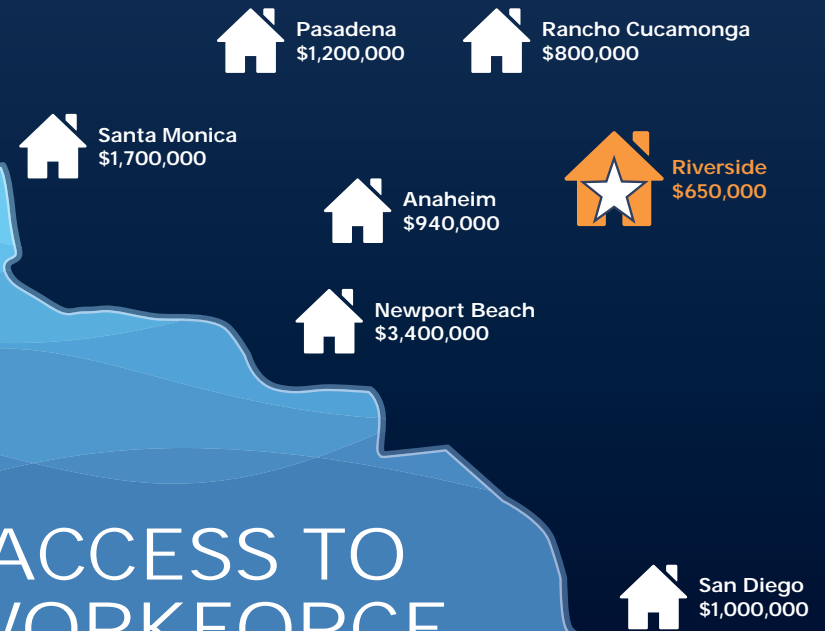 Pasadena
$1,200,000
Rancho Cucamonga
$800,000
Santa Monica
$1,700,000
Riverside
$650,000
Anaheim
$940,000
Newport Beach
$3,400,000
ACCESS TO
WORKFORCE
San Diego
$1,000,000